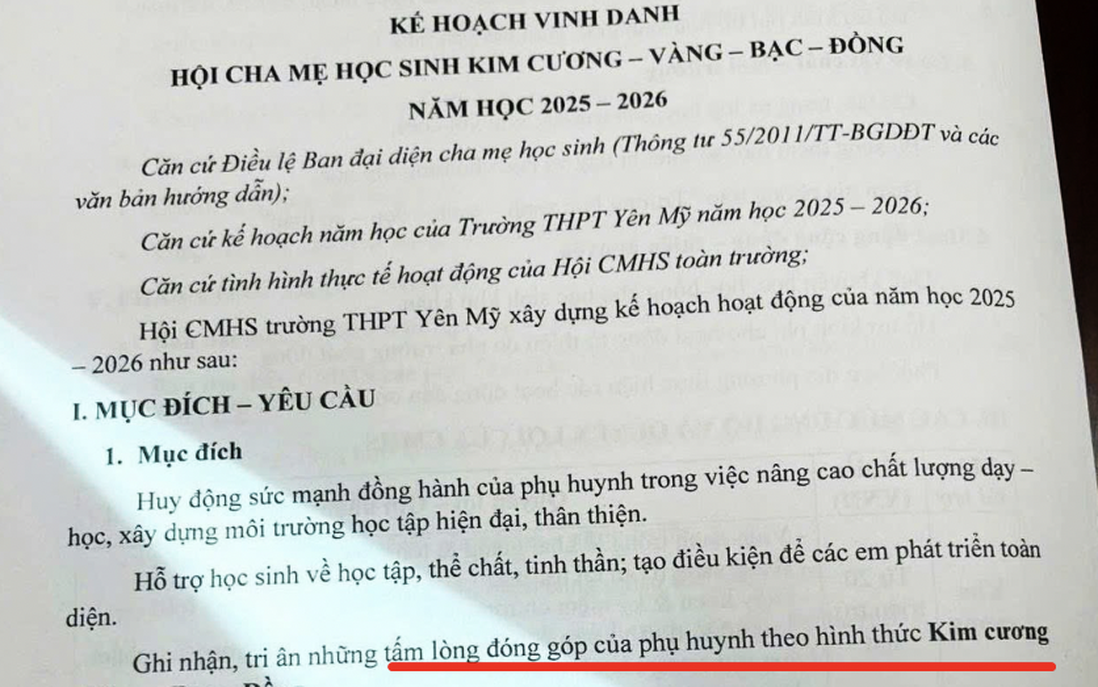 KẾ HOẠCH VINH DANH
HỘI CHA MẸ HỌC SINH KIM CƯƠNG – VÀNG – BẠC – ĐỒNG
NĂM HỌC 2025 – 2026
Căn cứ Điều lệ Ban đại diện cha mẹ học sinh (Thông tư 55/2011/TT-BGDĐT và các
văn bản hướng dẫn);
Căn cứ kế hoạch năm học của Trường THPT Yên Mỹ năm học 2025 – 2026;
Căn cứ tình hình thực tế hoạt động của Hội CMHS toàn trường;
Hội CMHS trường THPT Yên Mỹ xây dựng kế hoạch hoạt động của năm học 2025
– 2026 như sau:
I. MỤC ĐÍCH – YÊU CẦU
1. Mục đích
Huy động sức mạnh đồng hành của phụ huynh trong việc nâng cao chất lượng dạy –
học, xây dựng môi trường học tập hiện đại, thân thiện.
Hỗ trợ học sinh về học tập, thể chất, tinh thần; tạo điều kiện để các em phát triển toàn
diện.
Ghi nhận, tri ân những tấm lòng đóng góp của phụ huynh theo hình thức Kim cương